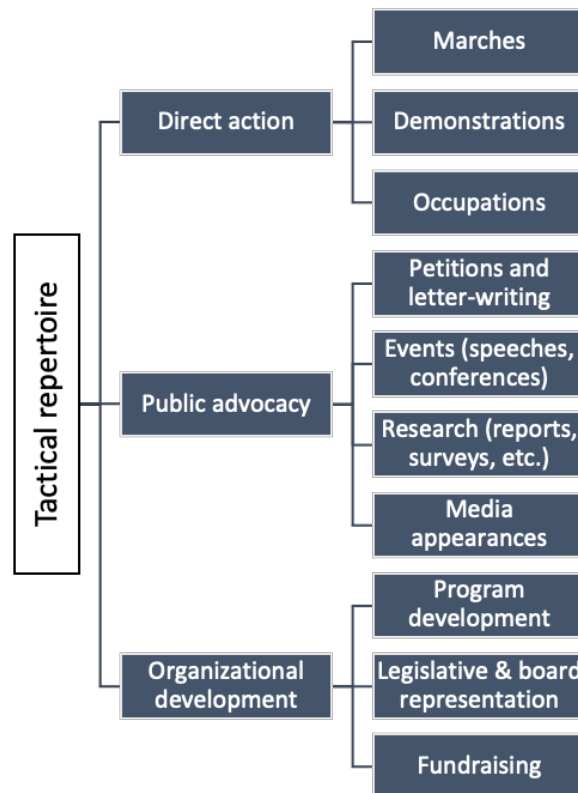 Tactical repertoire
Direct action
Marches
Demonstrations
Occupations
Public advocacy
Petitions and
letter-writing
Events (speeches,
conferences)
Research (reports,
surveys, etc.)
Media
appearances
Organizational
development
Program
development
Legislative & board
representation
Fundraising